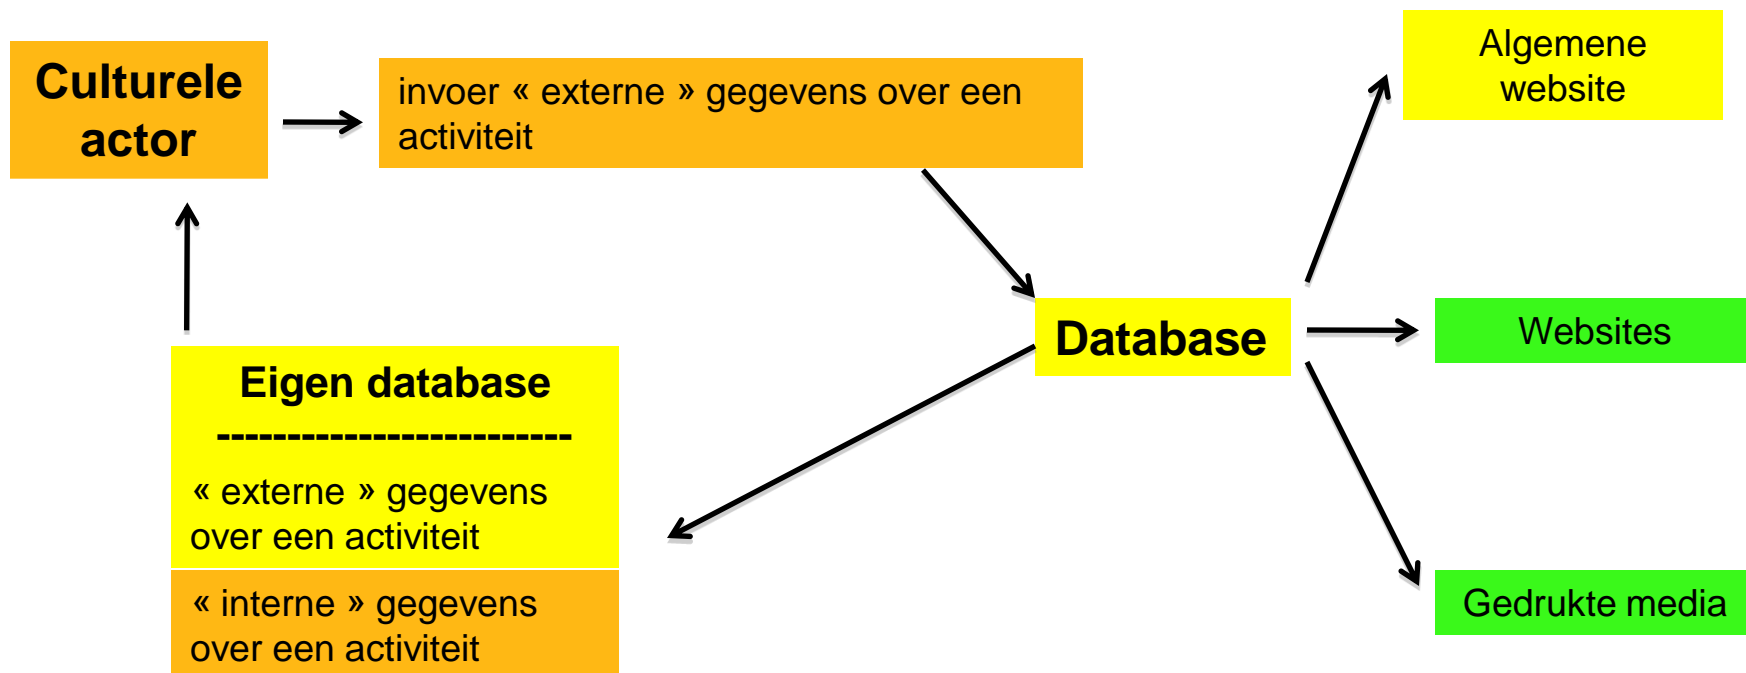 Culturele
actor
invoer « externe » gegevens over een
activiteit
Algemene
website
Database
Websites
Eigen database
-------------------------
« externe » gegevens
over een activiteit
« interne » gegevens
over een activiteit
Gedrukte media